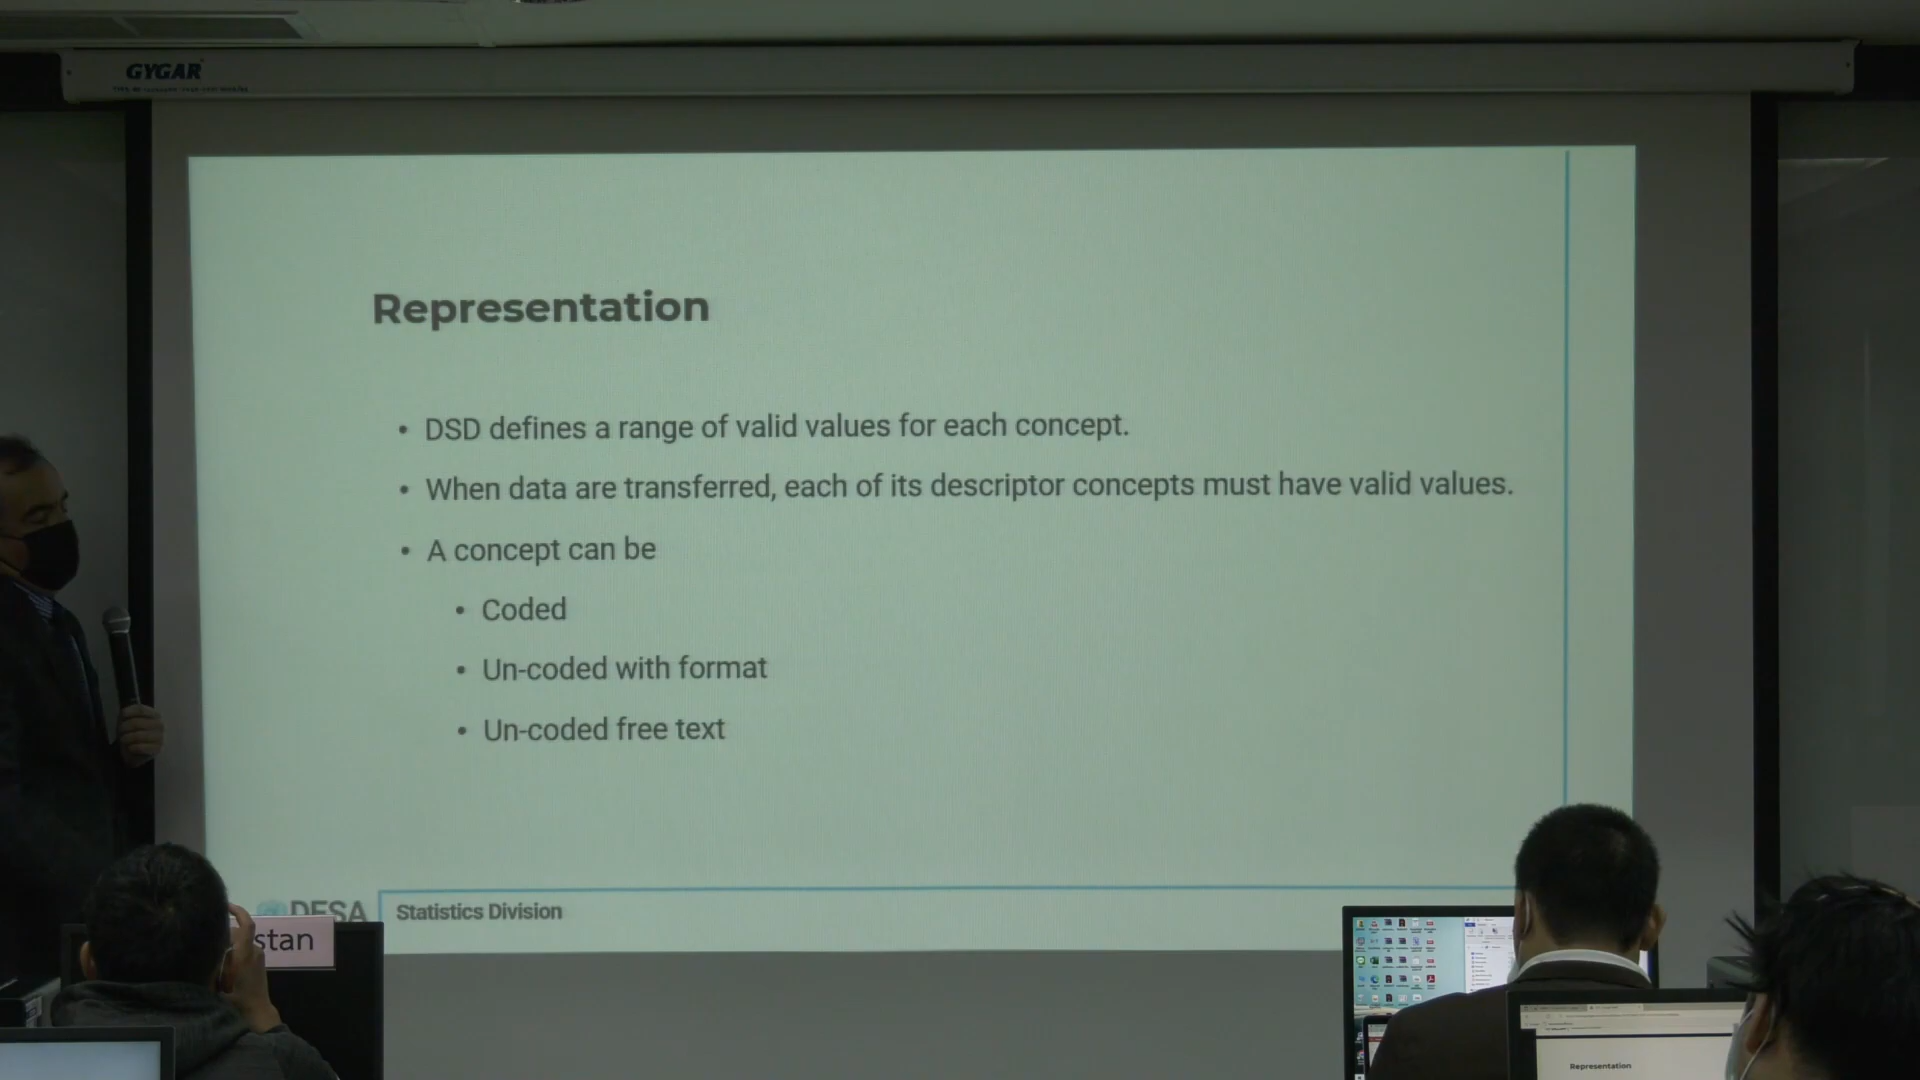 GYGAR
Representation
• DSD defines a range of valid values for each concept.
• When data are transferred, each of its descriptor concepts must have valid values.
• A concept can be
• Coded
• Un-coded with format
• Un-coded free text
DESA
Statistics Division
stan
Representation